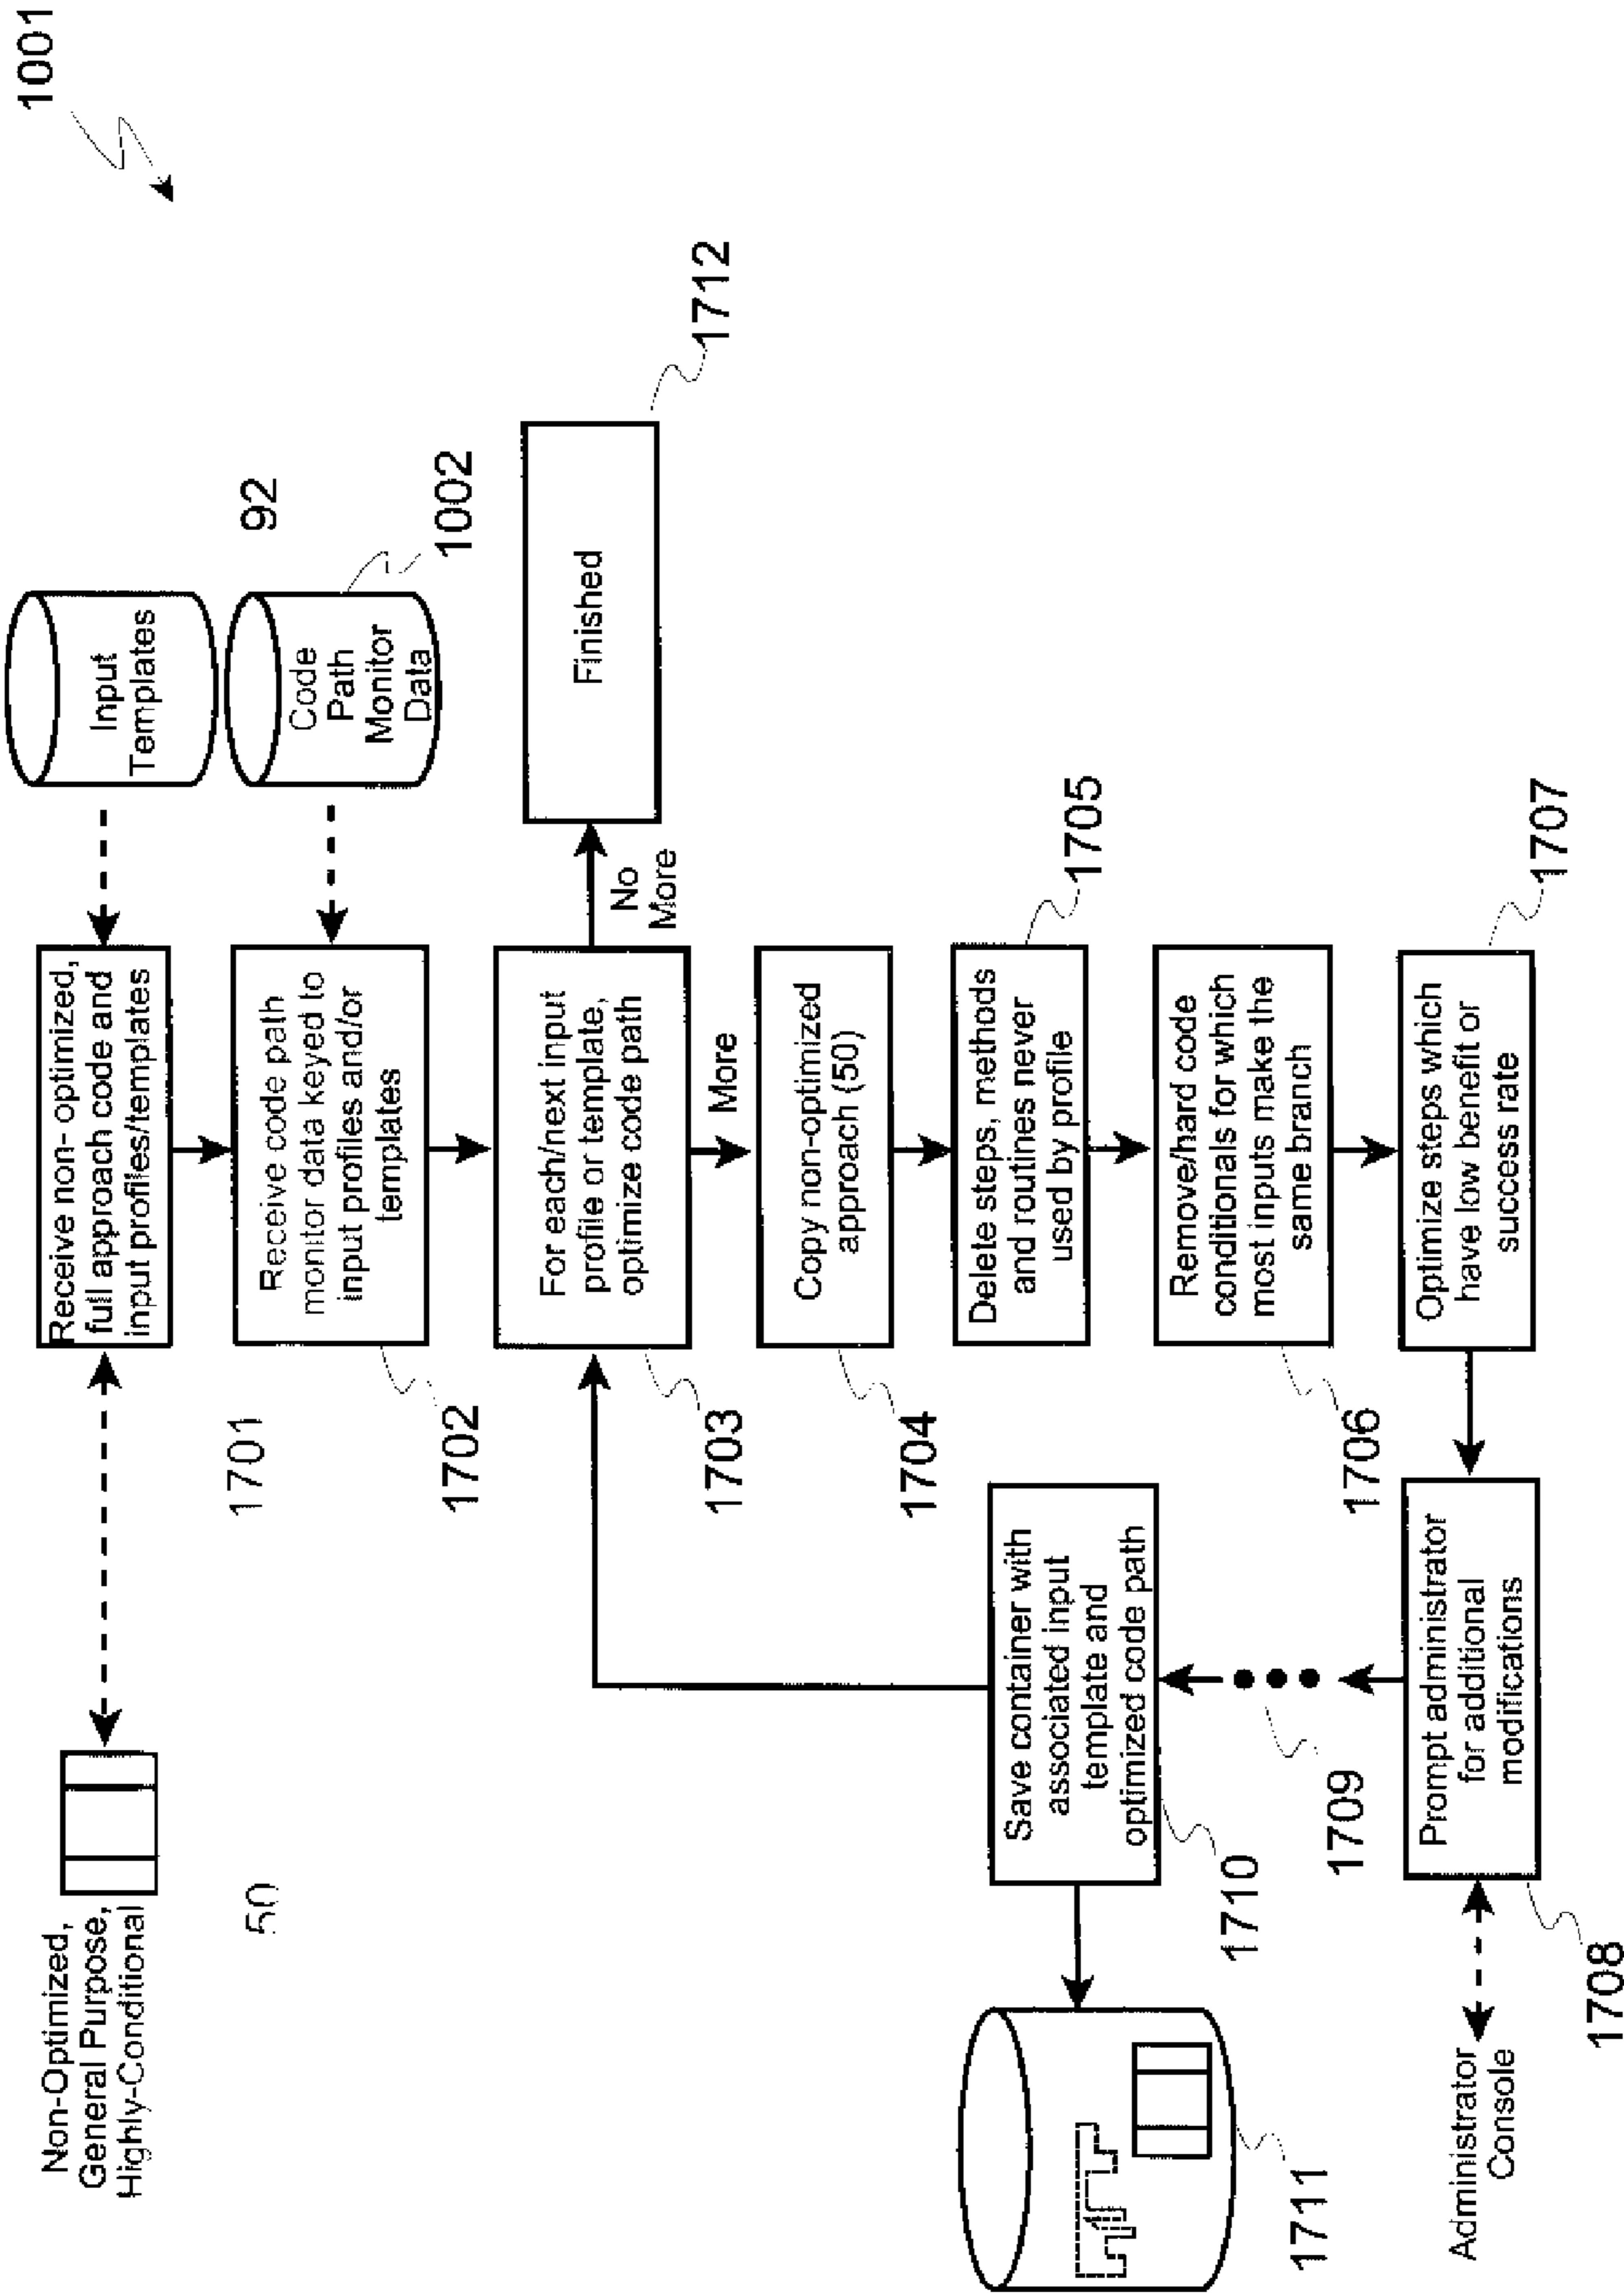 1001
Non-Optimized,
General Purpose,
Highly-Conditional
50
Receive non- optimized,
full approach code and
input profiles/templates
1701
Input
Templates
92
Receive code path
monitor data keyed to
input profiles and/or
templates
1702
Code
Path
Monitor
Data
1002
For each/next input
profile or template,
optimize code path
1703
No
More
Finished
1712
More
Copy non-optimized
approach (50)
1704
Delete steps, methods
and routines never
used by profile
1705
Remove/hard code
conditionals for which
most inputs make the
same branch
1706
Optimize steps which
have low benefit or
success rate
1707
Prompt administrator
for additional
modifications
1708
Administrator
Console
1709
Save container with
associated input
template and
optimized code path
1710
1711